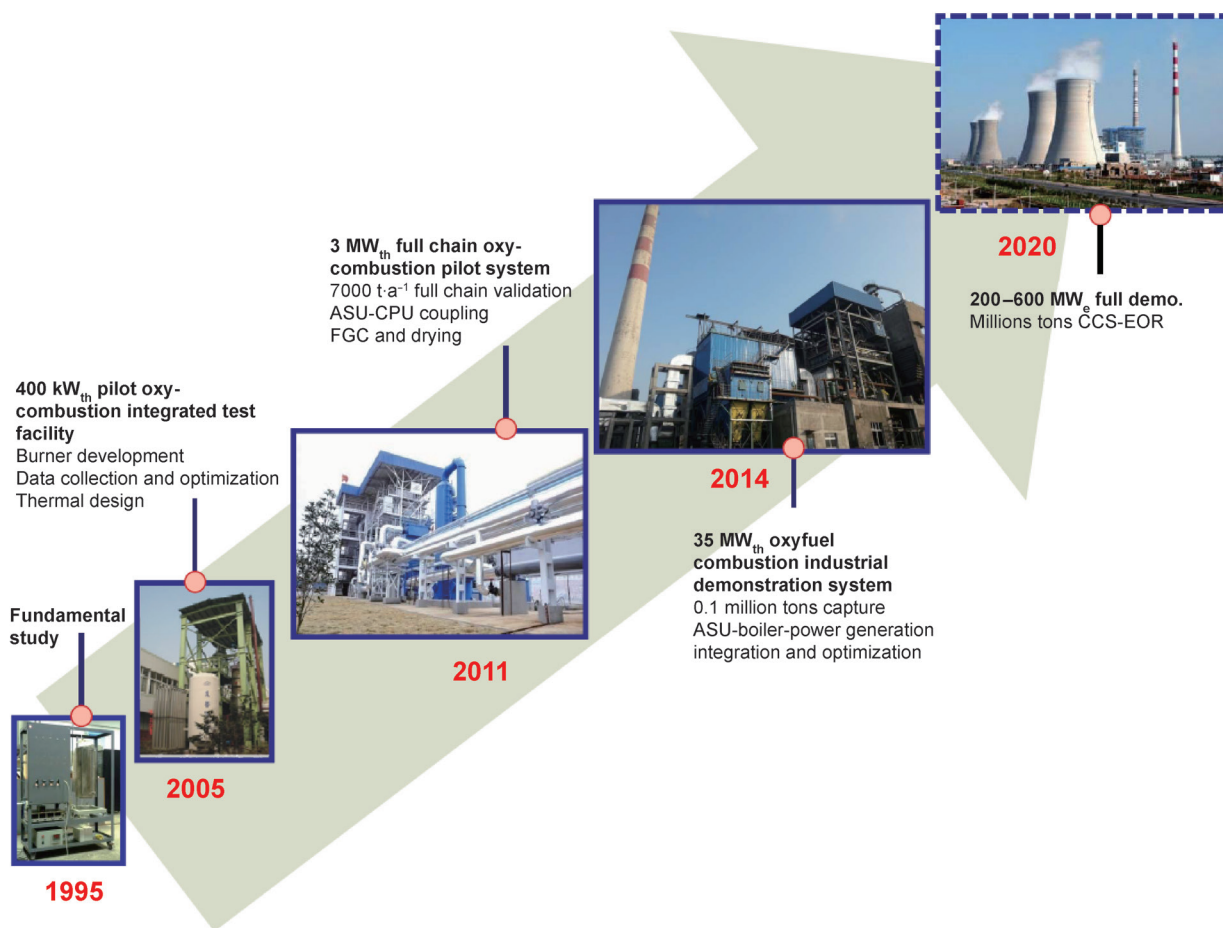 Fundamental
study
1995
400 kWth pilot oxy-
combustion integrated test
facility
Burner development
Data collection and optimization
Thermal design
2005
3 MWth full chain oxy-
combustion pilot system
7000 t·a⁻¹ full chain validation
ASU-CPU coupling
FGC and drying
2011
2014
35 MWth oxyfuel
combustion industrial
demonstration system
0.1 million tons capture
ASU-boiler-power generation
integration and optimization
2020
200–600 MWe full demo.
Millions tons CCS-EOR